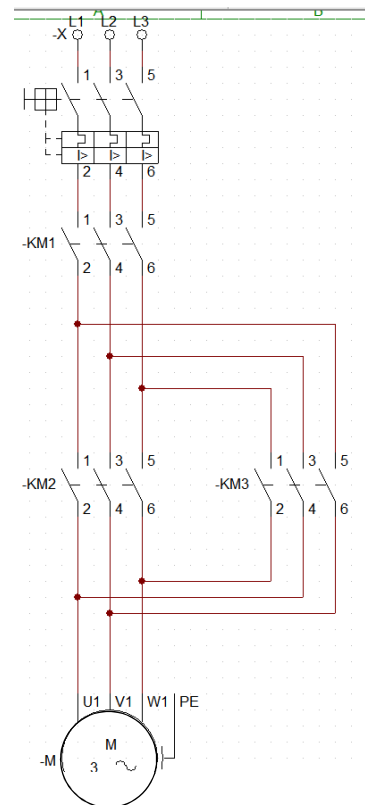 A B
L1 L2 L3
-X
1 3 5
I> I> I>
2 4 6
1 3 5
-KM1
2 4 6
1 3 5 1 3 5
-KM2 -KM3
2 4 6 2 4 6
U1 V1 W1 PE
M
-M
3